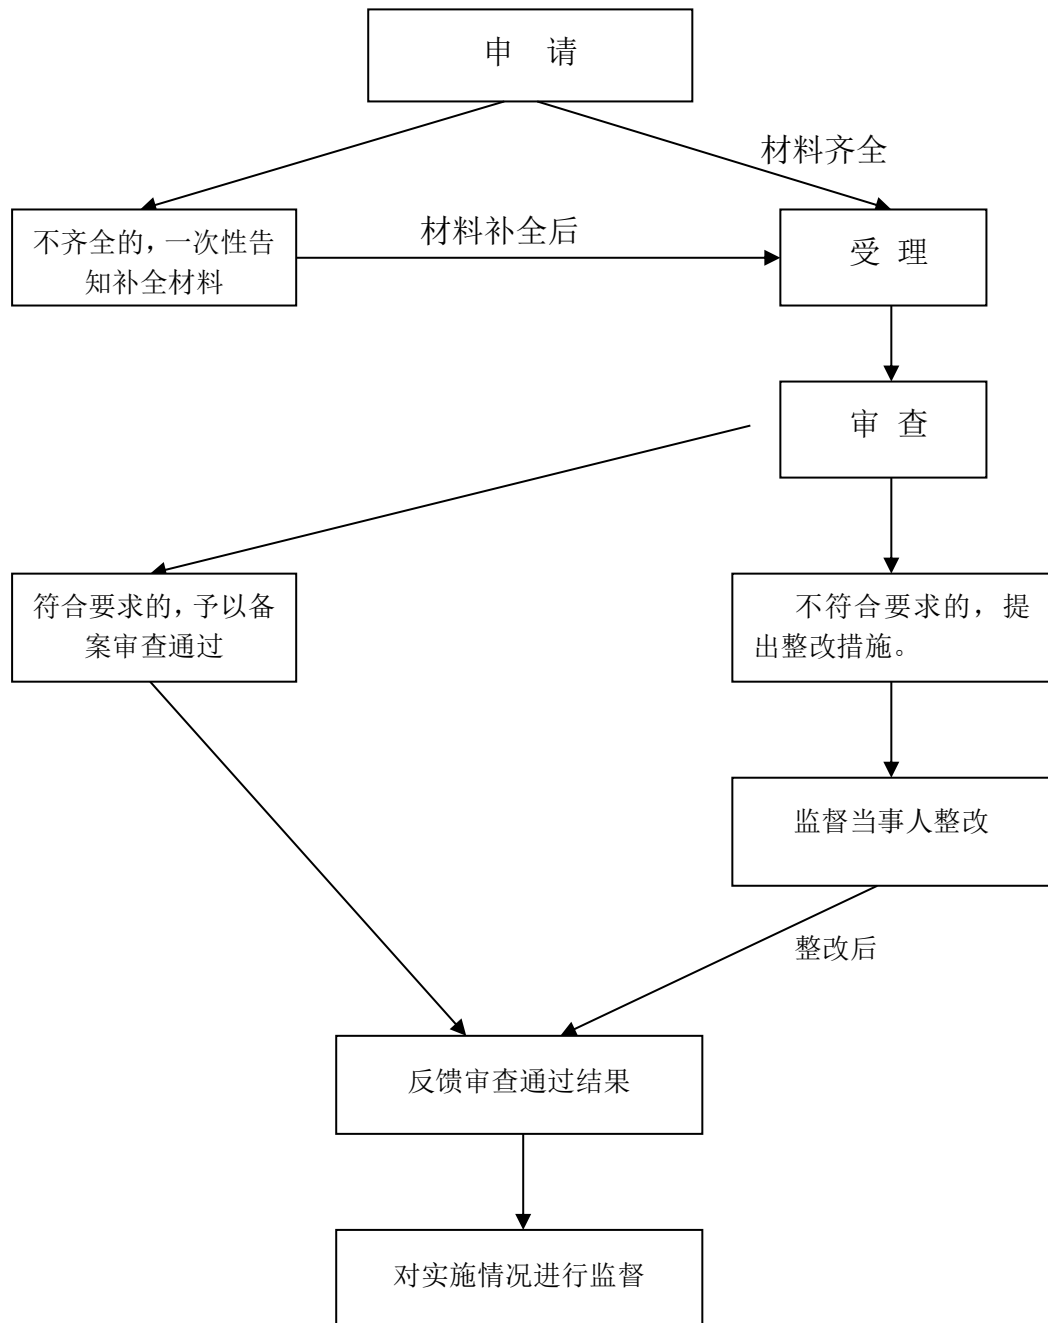 申 请
材料齐全
不齐全的，一次性告
知补全材料
材料补全后
受 理
审 查
符合要求的，予以备
案审查通过
不符合要求的，提
出整改措施。
监督当事人整改
整改后
反馈审查通过结果
对实施情况进行监督